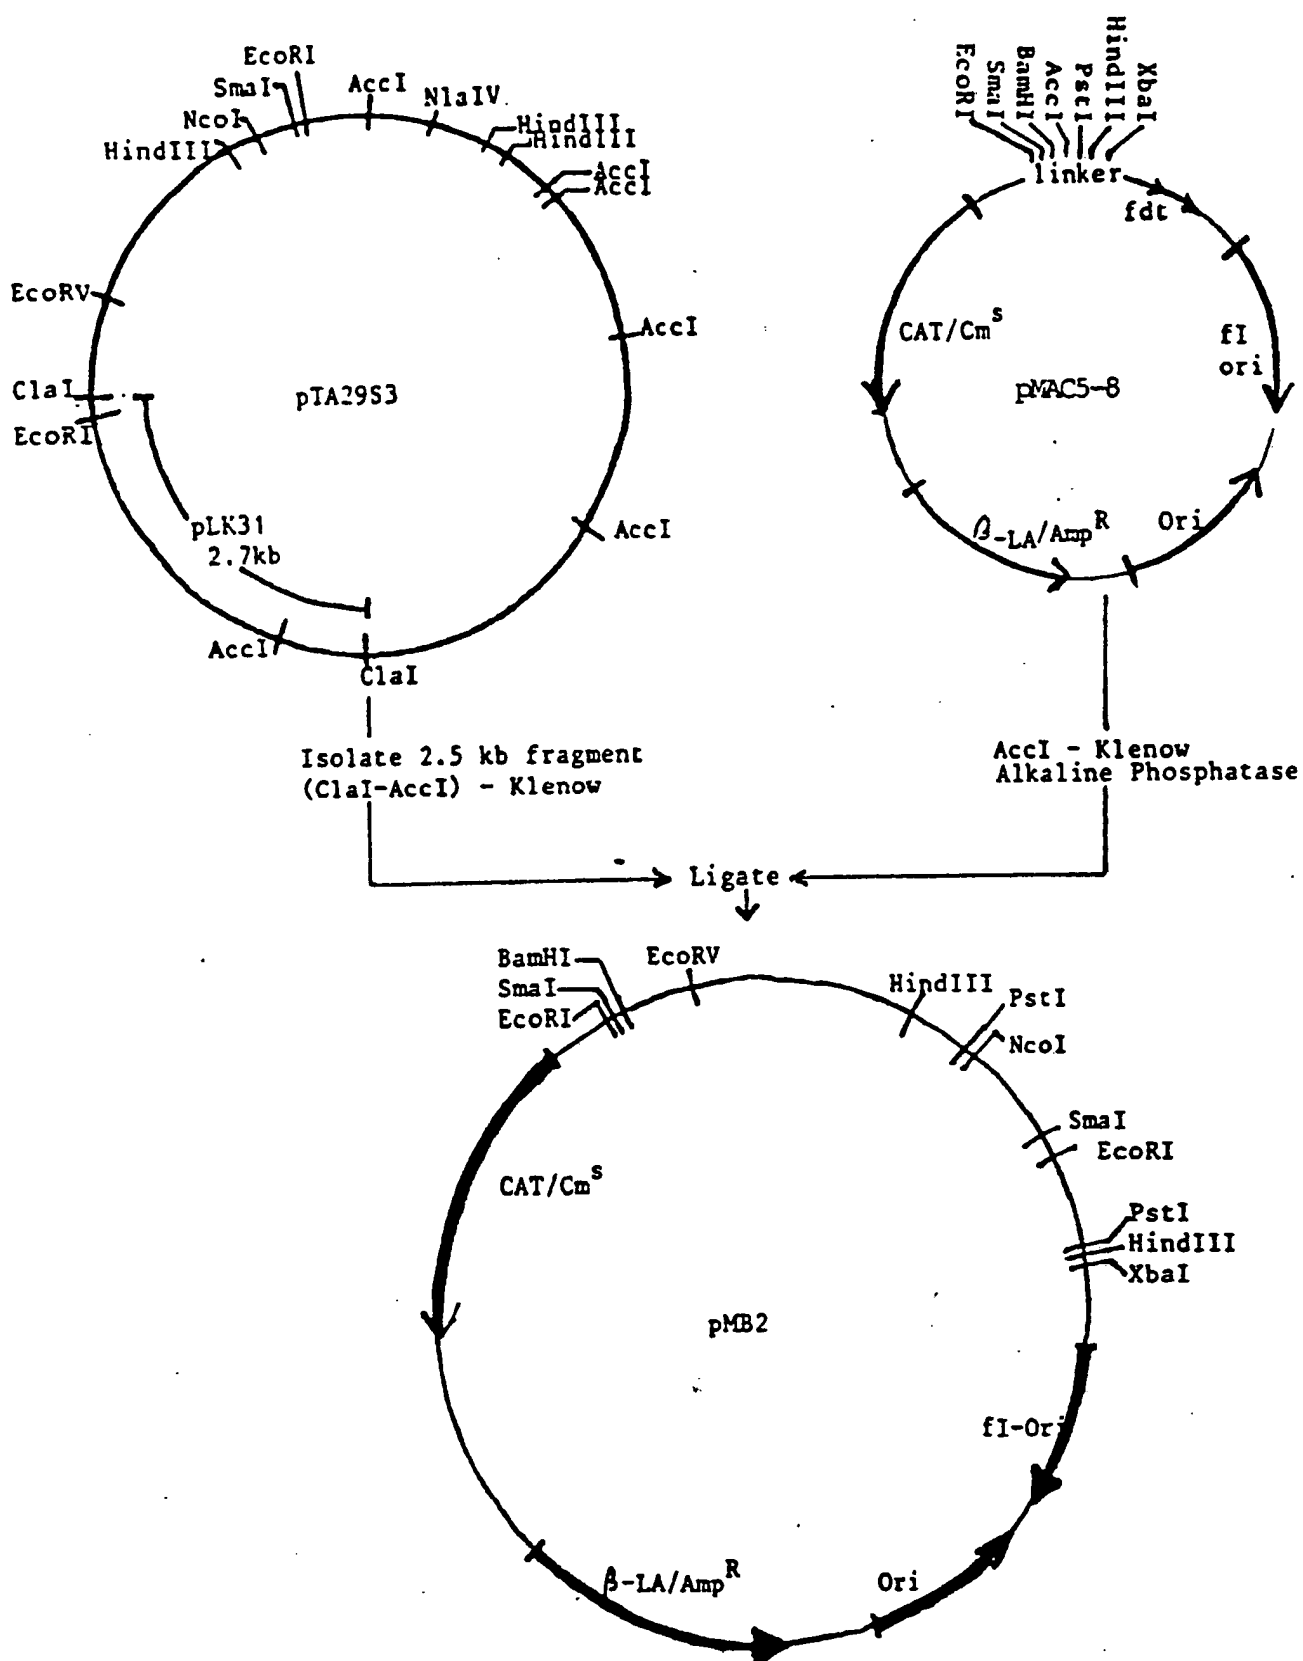 EcoRI
SmaI
NcoI
HindIII
AccI
NlaIV
HindIII
HindIII
AccI
AccI
EcoRV
AccI
ClaI
EcoRI
pTA29S3
pLK31
2.7kb
AccI
AccI
ClaI
EcoRI
SmaI
BamHI
AccI
PstI
HindIII
XbaI
linker
fdt
CAT/Cm^s
fI
ori
pMAC5-8
β-LA/Amp^R
Ori
Isolate 2.5 kb fragment
(ClaI-AccI) - Klenow
AccI - Klenow
Alkaline Phosphatase
Ligate
BamHI
SmaI
EcoRI
EcoRV
HindIII
PstI
NcoI
SmaI
EcoRI
CAT/Cm^s
PstI
HindIII
XbaI
pMB2
fI-Ori
β-LA/Amp^R
Ori